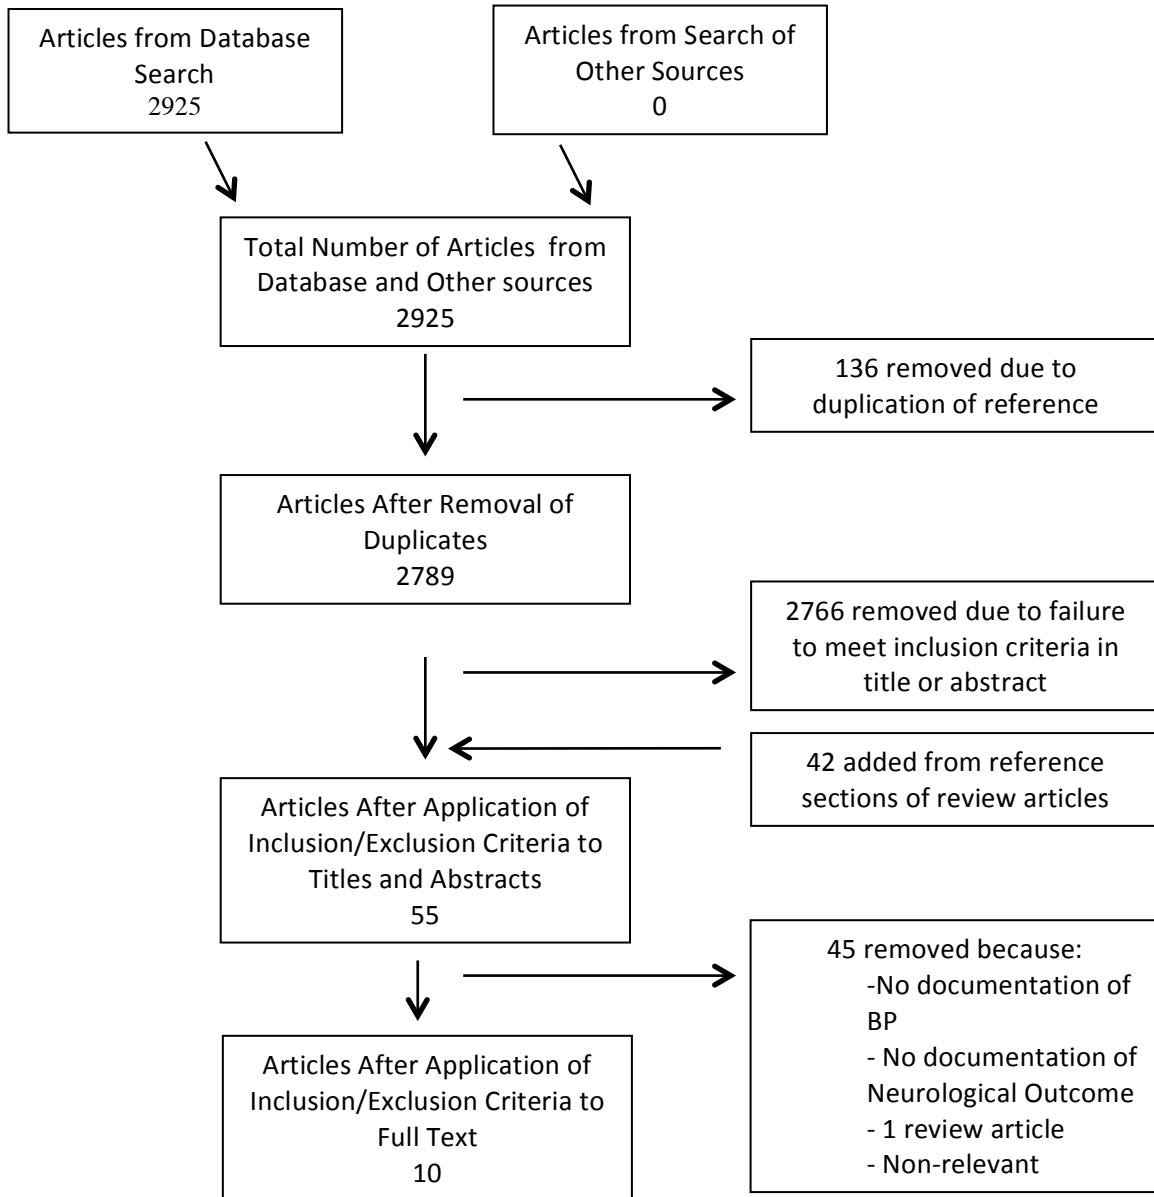 Articles from Database
Search
2925
Articles from Search of
Other Sources
0
Total Number of Articles from
Database and Other sources
2925
136 removed due to
duplication of reference
Articles After Removal of
Duplicates
2789
2766 removed due to failure
to meet inclusion criteria in
title or abstract
42 added from reference
sections of review articles
Articles After Application of
Inclusion/Exclusion Criteria to
Titles and Abstracts
55
45 removed because:
-No documentation of
BP
- No documentation of
Neurological Outcome
- 1 review article
- Non-relevant
Articles After Application of
Inclusion/Exclusion Criteria to
Full Text
10